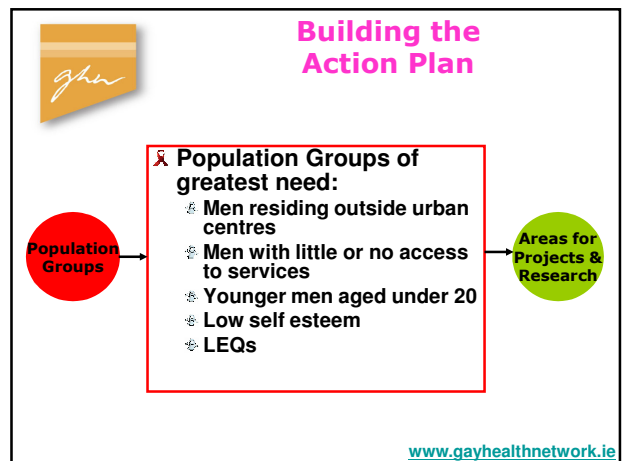 Building the
Action Plan
ghn
Population Groups of
greatest need:
Men residing outside urban
centres
Men with little or no access
to services
Younger men aged under 20
Low self esteem
LEQs
Population
Groups
Areas for
Projects &
Research
www.gayhealthnetwork.ie